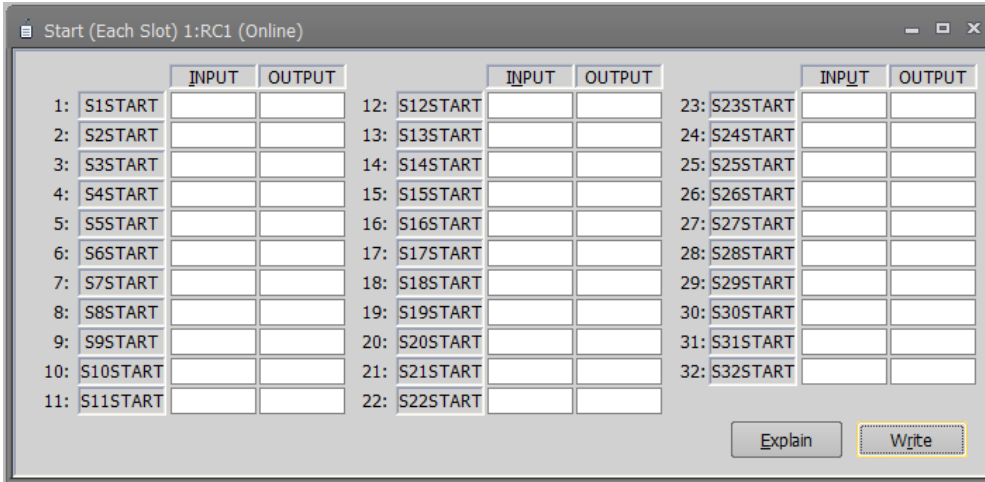 Start (Each Slot) 1:RC1 (Online)
INPUT OUTPUT INPUT OUTPUT INPUT OUTPUT
1: S1START 12: S12START 23: S23START
2: S2START 13: S13START 24: S24START
3: S3START 14: S14START 25: S25START
4: S4START 15: S15START 26: S26START
5: S5START 16: S16START 27: S27START
6: S6START 17: S17START 28: S28START
7: S7START 18: S18START 29: S29START
8: S8START 19: S19START 30: S30START
9: S9START 20: S20START 31: S31START
10: S10START 21: S21START 32: S32START
11: S11START 22: S22START
Explain Write